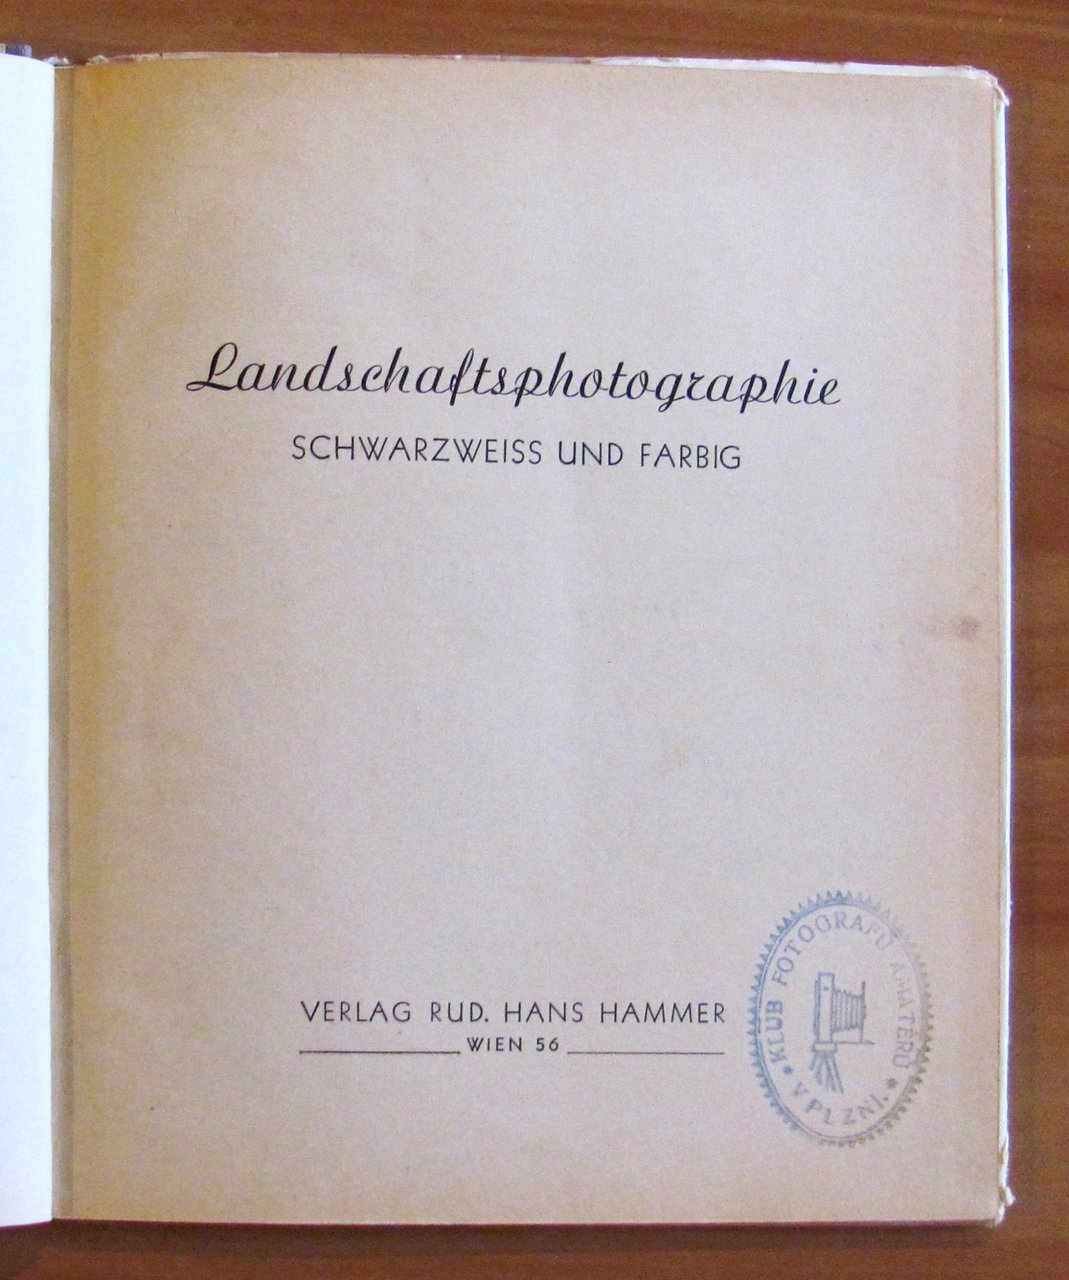 Landschaftsphotographie
SCHWARZWEISS UND FARBIG
VERLAG RUD. HANS HAMMER
WIEN 56
KLUB FOTOGRAFŮ AMATÉRŮ
V PLZNI.